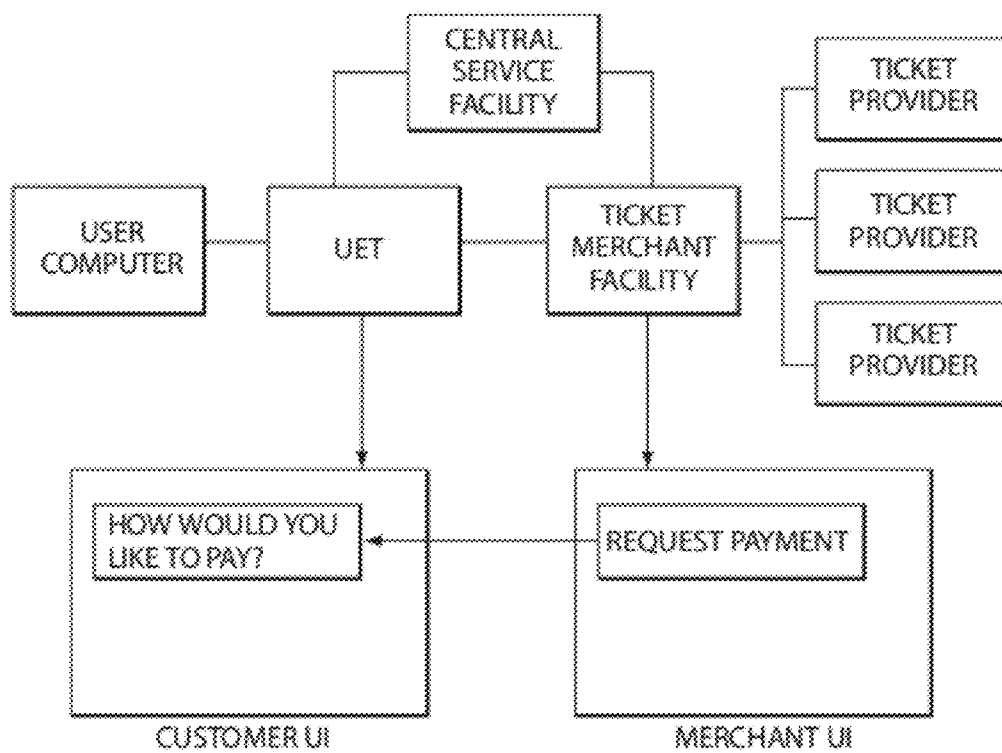 CENTRAL
SERVICE
FACILITY
TICKET
PROVIDER
USER
COMPUTER
UET
TICKET
MERCHANT
FACILITY
TICKET
PROVIDER
TICKET
PROVIDER
HOW WOULD YOU
LIKE TO PAY?
REQUEST PAYMENT
CUSTOMER UI
MERCHANT UI